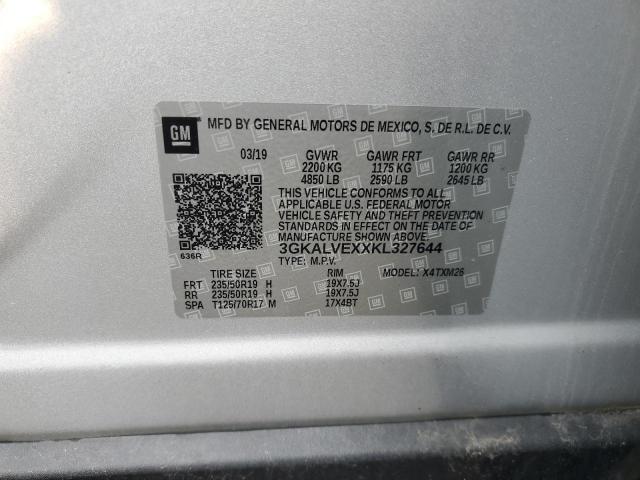 GM MFD BY GENERAL MOTORS DE MEXICO, S. DE R.L. DE C.V.
03/19 GVWR GAWR FRT GAWR RR
2200 KG 1175 KG 1200 KG
4850 LB 2590 LB 2645 LB
THIS VEHICLE CONFORMS TO ALL
APPLICABLE U.S. FEDERAL MOTOR
VEHICLE SAFETY AND THEFT PREVENTION
STANDARDS IN EFFECT ON THE DATE OF
MANUFACTURE SHOWN ABOVE.
3GKALVEXXKL327644
636R
TYPE: M.P.V. MODEL: X4TXM26
TIRE SIZE RIM
FRT 235/50R19 H 19X7.5J
RR 235/50R19 H 19X7.5J
SPA T125/70R17 M 17X4BT